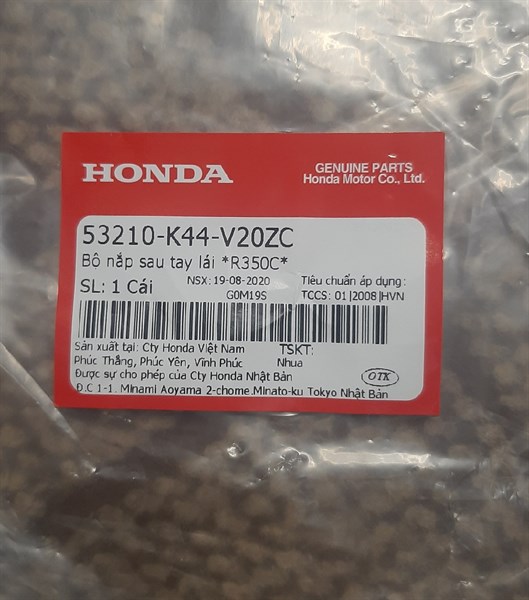 HONDA
GENUINE PARTS
Honda Motor Co., Ltd.
53210-K44-V20ZC
Bộ nắp sau tay lái *R350C*
SL: 1 Cái
NSX: 19-08-2020
G0M19S
Tiêu chuẩn áp dụng:
TCCS: 01|2008|HVN
Sản xuất tại: Cty Honda Việt Nam
Phúc Thắng, Phúc Yên, Vĩnh Phúc
TSKT:
Nhua
Được sự cho phép của Cty Honda Nhật Bản
Đ.C 1-1. Minami Aoyama 2-chome.Minato-ku Tokyo Nhật Bản
OTK